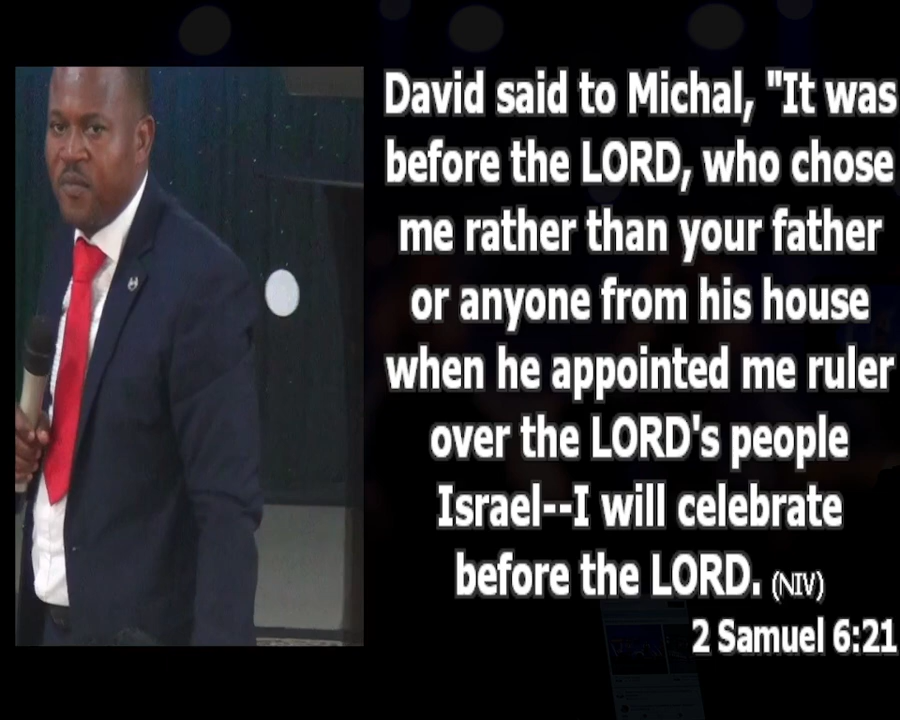 David said to Michal, "It was
before the LORD, who chose
me rather than your father
or anyone from his house
when he appointed me ruler
over the LORD's people
Israel--I will celebrate
before the LORD. (NIV)
2 Samuel 6:21